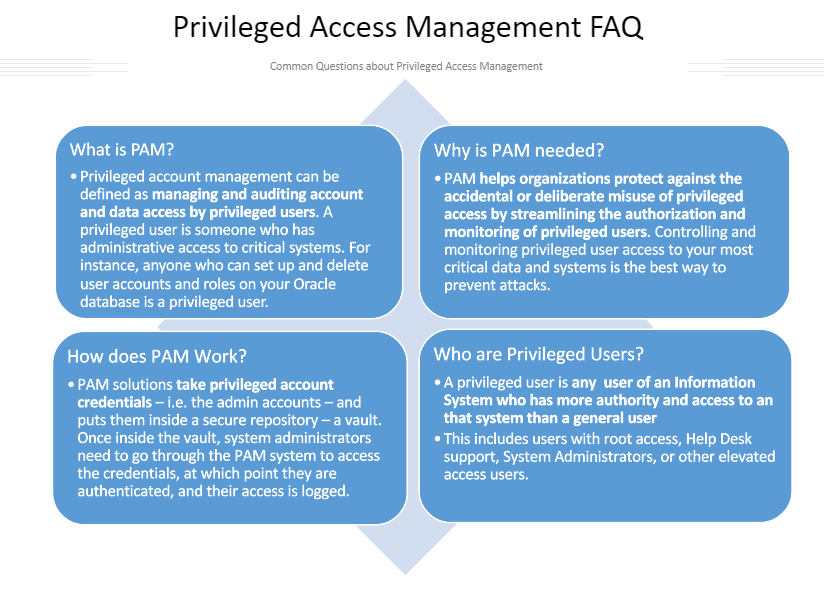 Privileged Access Management FAQ
Common Questions about Privileged Access Management
What is PAM?
• Privileged account management can be
defined as managing and auditing account
and data access by privileged users. A
privileged user is someone who has
administrative access to critical systems. For
instance, anyone who can set up and delete
user accounts and roles on your Oracle
database is a privileged user.
Why is PAM needed?
• PAM helps organizations protect against the
accidental or deliberate misuse of privileged
access by streamlining the authorization and
monitoring of privileged users. Controlling and
monitoring privileged user access to your most
critical data and systems is the best way to
prevent attacks.
How does PAM Work?
• PAM solutions take privileged account
credentials – i.e. the admin accounts – and
puts them inside a secure repository – a vault.
Once inside the vault, system administrators
need to go through the PAM system to access
the credentials, at which point they are
authenticated, and their access is logged.
Who are Privileged Users?
• A privileged user is any  user of an Information
System who has more authority and access to an
that system than a general user
• This includes users with root access, Help Desk
support, System Administrators, or other elevated
access users.